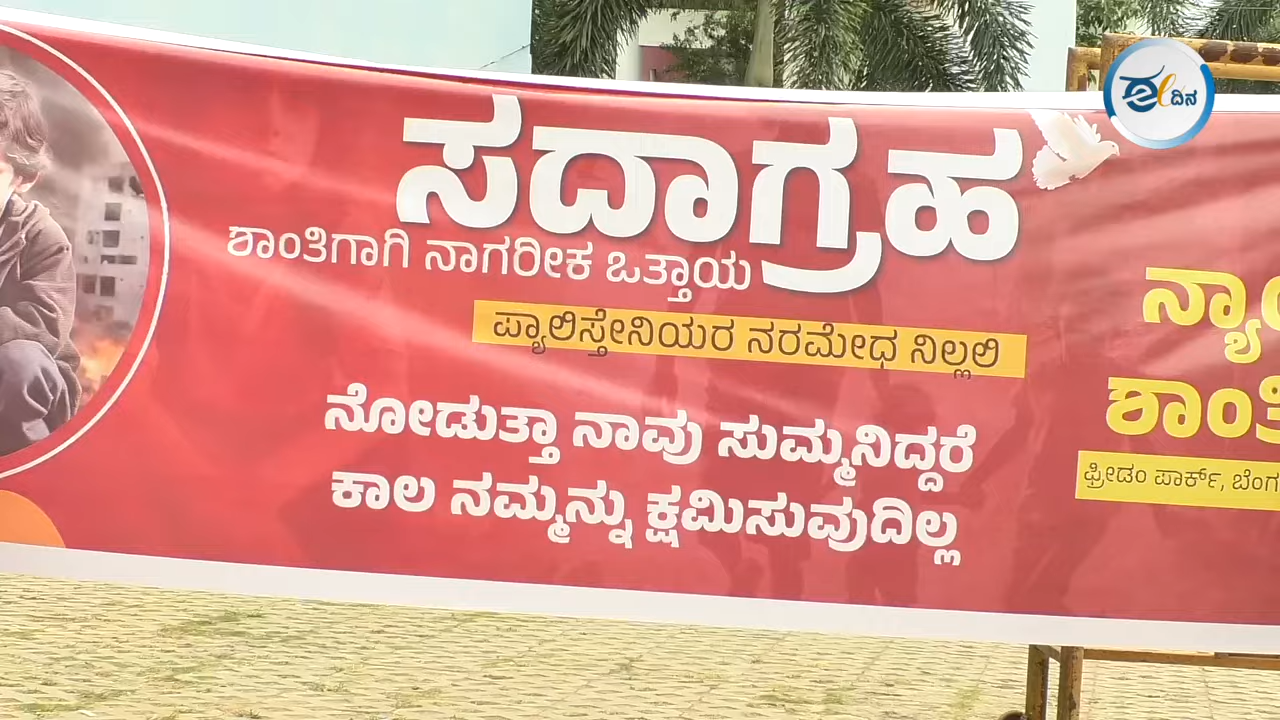 ಸದಾಗ್ರಹ
ಶಾಂತಿಗಾಗಿ ನಾಗರೀಕ ಒತ್ತಾಯ
ಪ್ಯಾಲಿಸ್ತೇನಿಯರ ನರಮೇಧ ನಿಲ್ಲಲಿ
ನೋಡುತ್ತಾ ನಾವು ಸುಮ್ಮನಿದ್ದರೆ
ಕಾಲ ನಮ್ಮನ್ನು ಕ್ಷಮಿಸುವುದಿಲ್ಲ
ಫ್ರೀಡಂ ಪಾರ್ಕ್,
ದಿನ